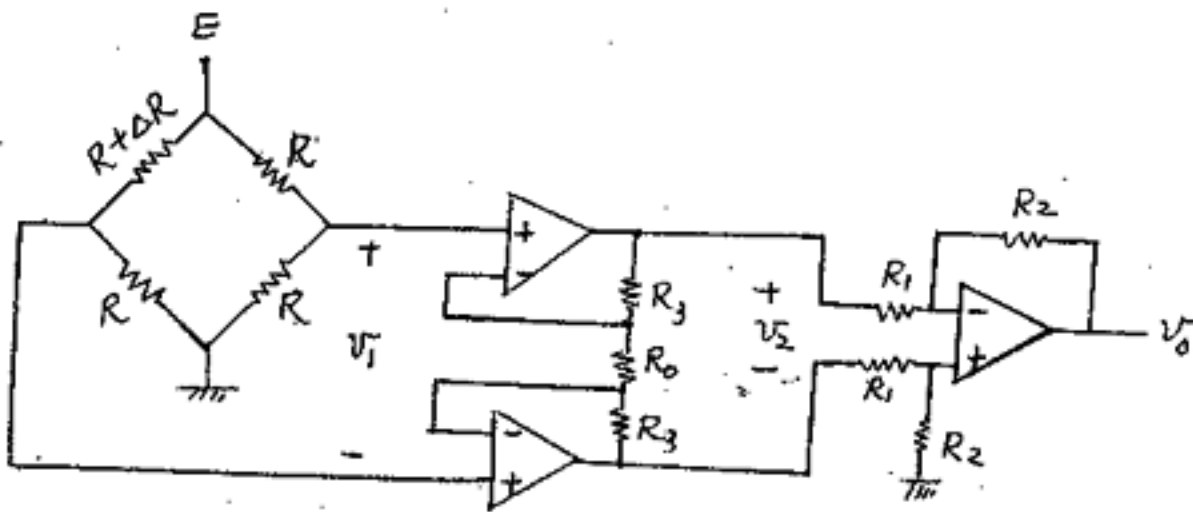 E
R+ΔR
R
R
R
+
v₁
-
+
-
-
+
R₃
R₀
R₃
+
v₂
-
R₁
R₁
R₂
-
+
R₂
v₀